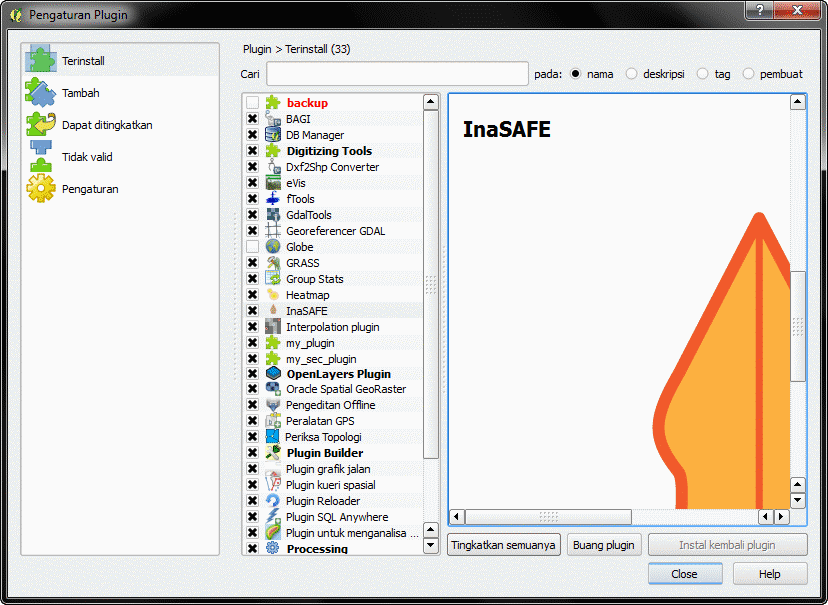 Pengaturan Plugin
Terinstall
Tambah
Dapat ditingkatkan
Tidak valid
Pengaturan
Plugin > Terinstall (33)
Cari
pada:
nama
deskripsi
tag
pembuat
backup
BAGI
DB Manager
Digitizing Tools
Dxf2Shp Converter
eVis
fTools
GdalTools
Georeferencer GDAL
Globe
GRASS
Group Stats
Heatmap
InaSAFE
Interpolation plugin
my_plugin
my_sec_plugin
OpenLayers Plugin
Oracle Spatial GeoRaster
Pengeditan Offline
Peralatan GPS
Periksa Topologi
Plugin Builder
Plugin grafik jalan
Plugin kueri spasial
Plugin Reloader
Plugin SQL Anywhere
Plugin untuk menganalisa ...
Processing
InaSAFE
Tingkatkan semuanya
Buang plugin
Instal kembali plugin
Close
Help